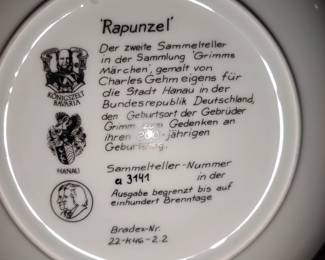 'Rapunzel'
Der zweite Sammelteller
in der Sammlung 'Grimms
Märchen', gemalt von
Charles Gehm eigens für
die Stadt Hanau in der
Bundesrepublik Deutschland,
den Geburtsort der Gebrüder
Grimm zum Gedenken an
ihren jährigen
Geburtstag.
KÖNIGSZELT
BAVARIA
HANAU
Sammelteller-Nummer
a 3141 in der
Ausgabe begrenzt bis auf
einhundert Brenntage
Bradex-Nr.
22-K46-2.2